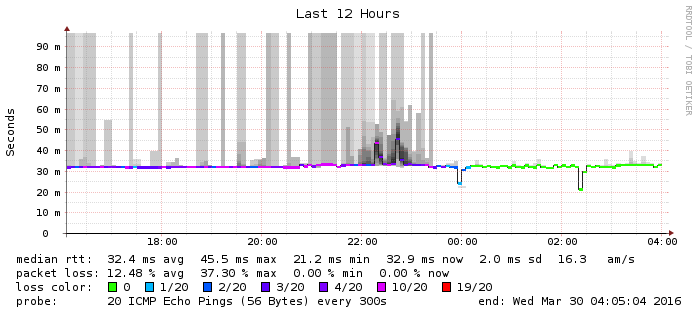 Last 12 Hours
RRDTOOL / TOBI OETIKER
Seconds
90 m
80 m
70 m
60 m
50 m
40 m
30 m
20 m
10 m
0
18:00 20:00 22:00 00:00 02:00 04:00
median rtt: 32.4 ms avg 45.5 ms max 21.2 ms min 32.9 ms now 2.0 ms sd 16.3 am/s
packet loss: 12.48 % avg 37.30 % max 0.00 % min 0.00 % now
loss color: 0 1/20 2/20 3/20 4/20 10/20 19/20
probe: 20 ICMP Echo Pings (56 Bytes) every 300s end: Wed Mar 30 04:05:04 2016